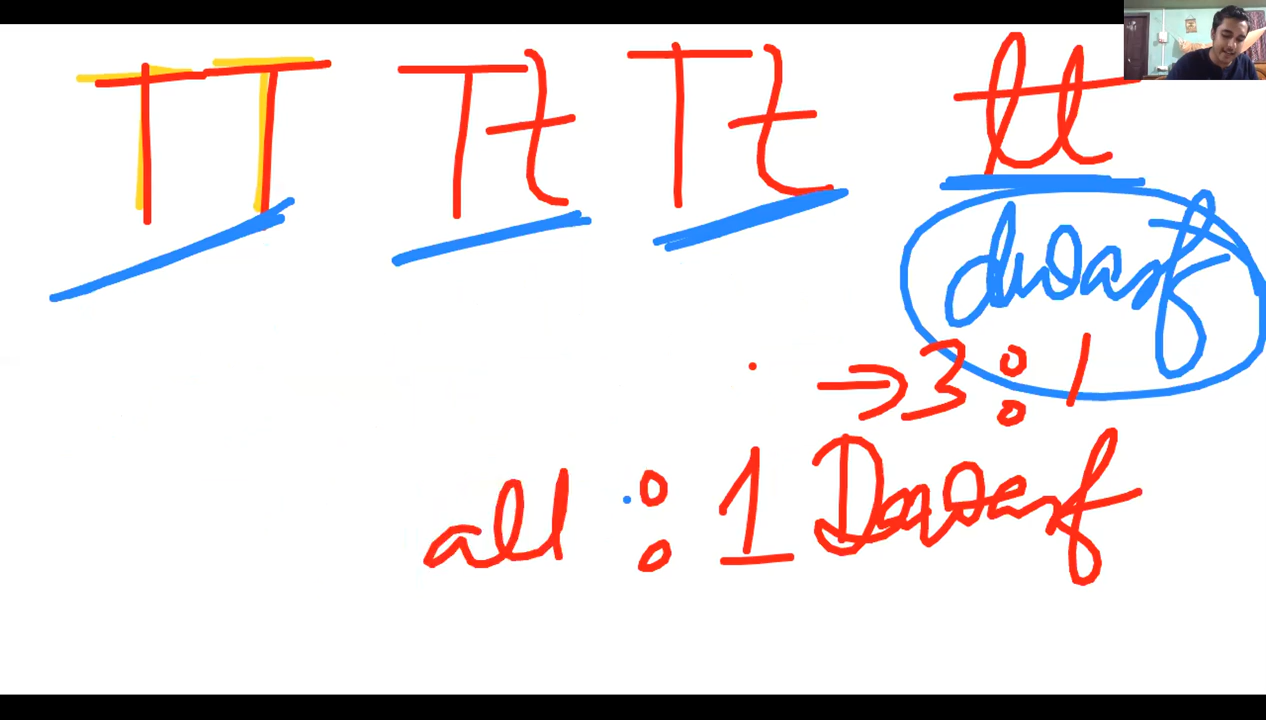 TT Tt Tt tt
dwarf
→ 3 : 1
all : 1 Dwarf